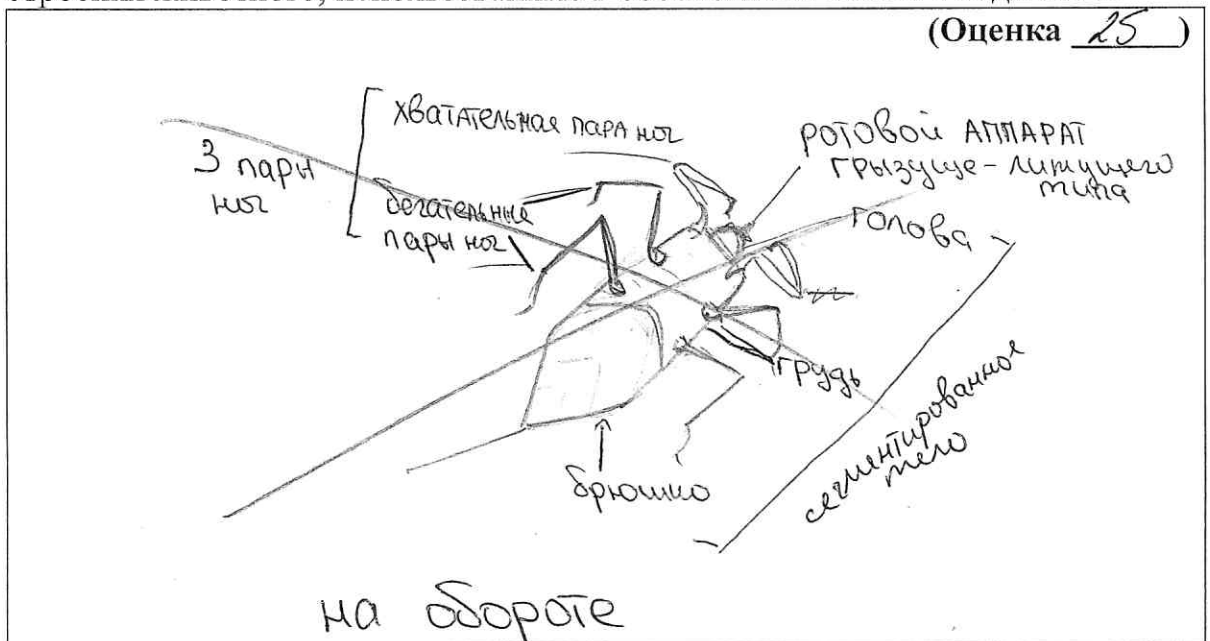 (Оценка 25)
хватательная пара ног
3 пары
ног
бегательные
пары ног
ротовой аппарат
грызуще-лижущего
типа
голова
грудь
сегментированное
тело
брюшко
на обороте